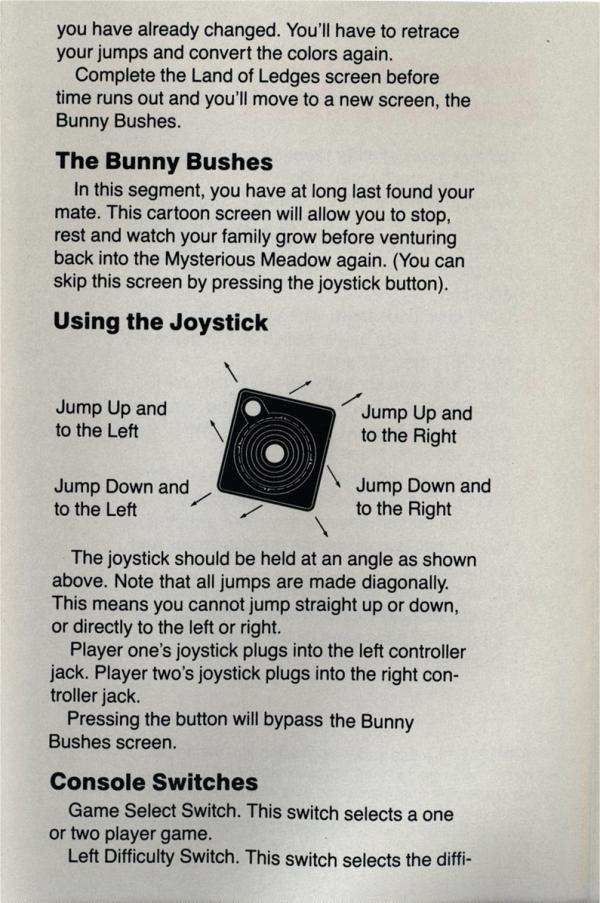 you have already changed. You'll have to retrace
your jumps and convert the colors again.
Complete the Land of Ledges screen before
time runs out and you'll move to a new screen, the
Bunny Bushes.
The Bunny Bushes
In this segment, you have at long last found your
mate. This cartoon screen will allow you to stop,
rest and watch your family grow before venturing
back into the Mysterious Meadow again. (You can
skip this screen by pressing the joystick button).
Using the Joystick
Jump Up and
to the Left
Jump Up and
to the Right
Jump Down and
to the Left
Jump Down and
to the Right
The joystick should be held at an angle as shown
above. Note that all jumps are made diagonally.
This means you cannot jump straight up or down,
or directly to the left or right.
Player one's joystick plugs into the left controller
jack. Player two's joystick plugs into the right con-
troller jack.
Pressing the button will bypass the Bunny
Bushes screen.
Console Switches
Game Select Switch. This switch selects a one
or two player game.
Left Difficulty Switch. This switch selects the diffi-